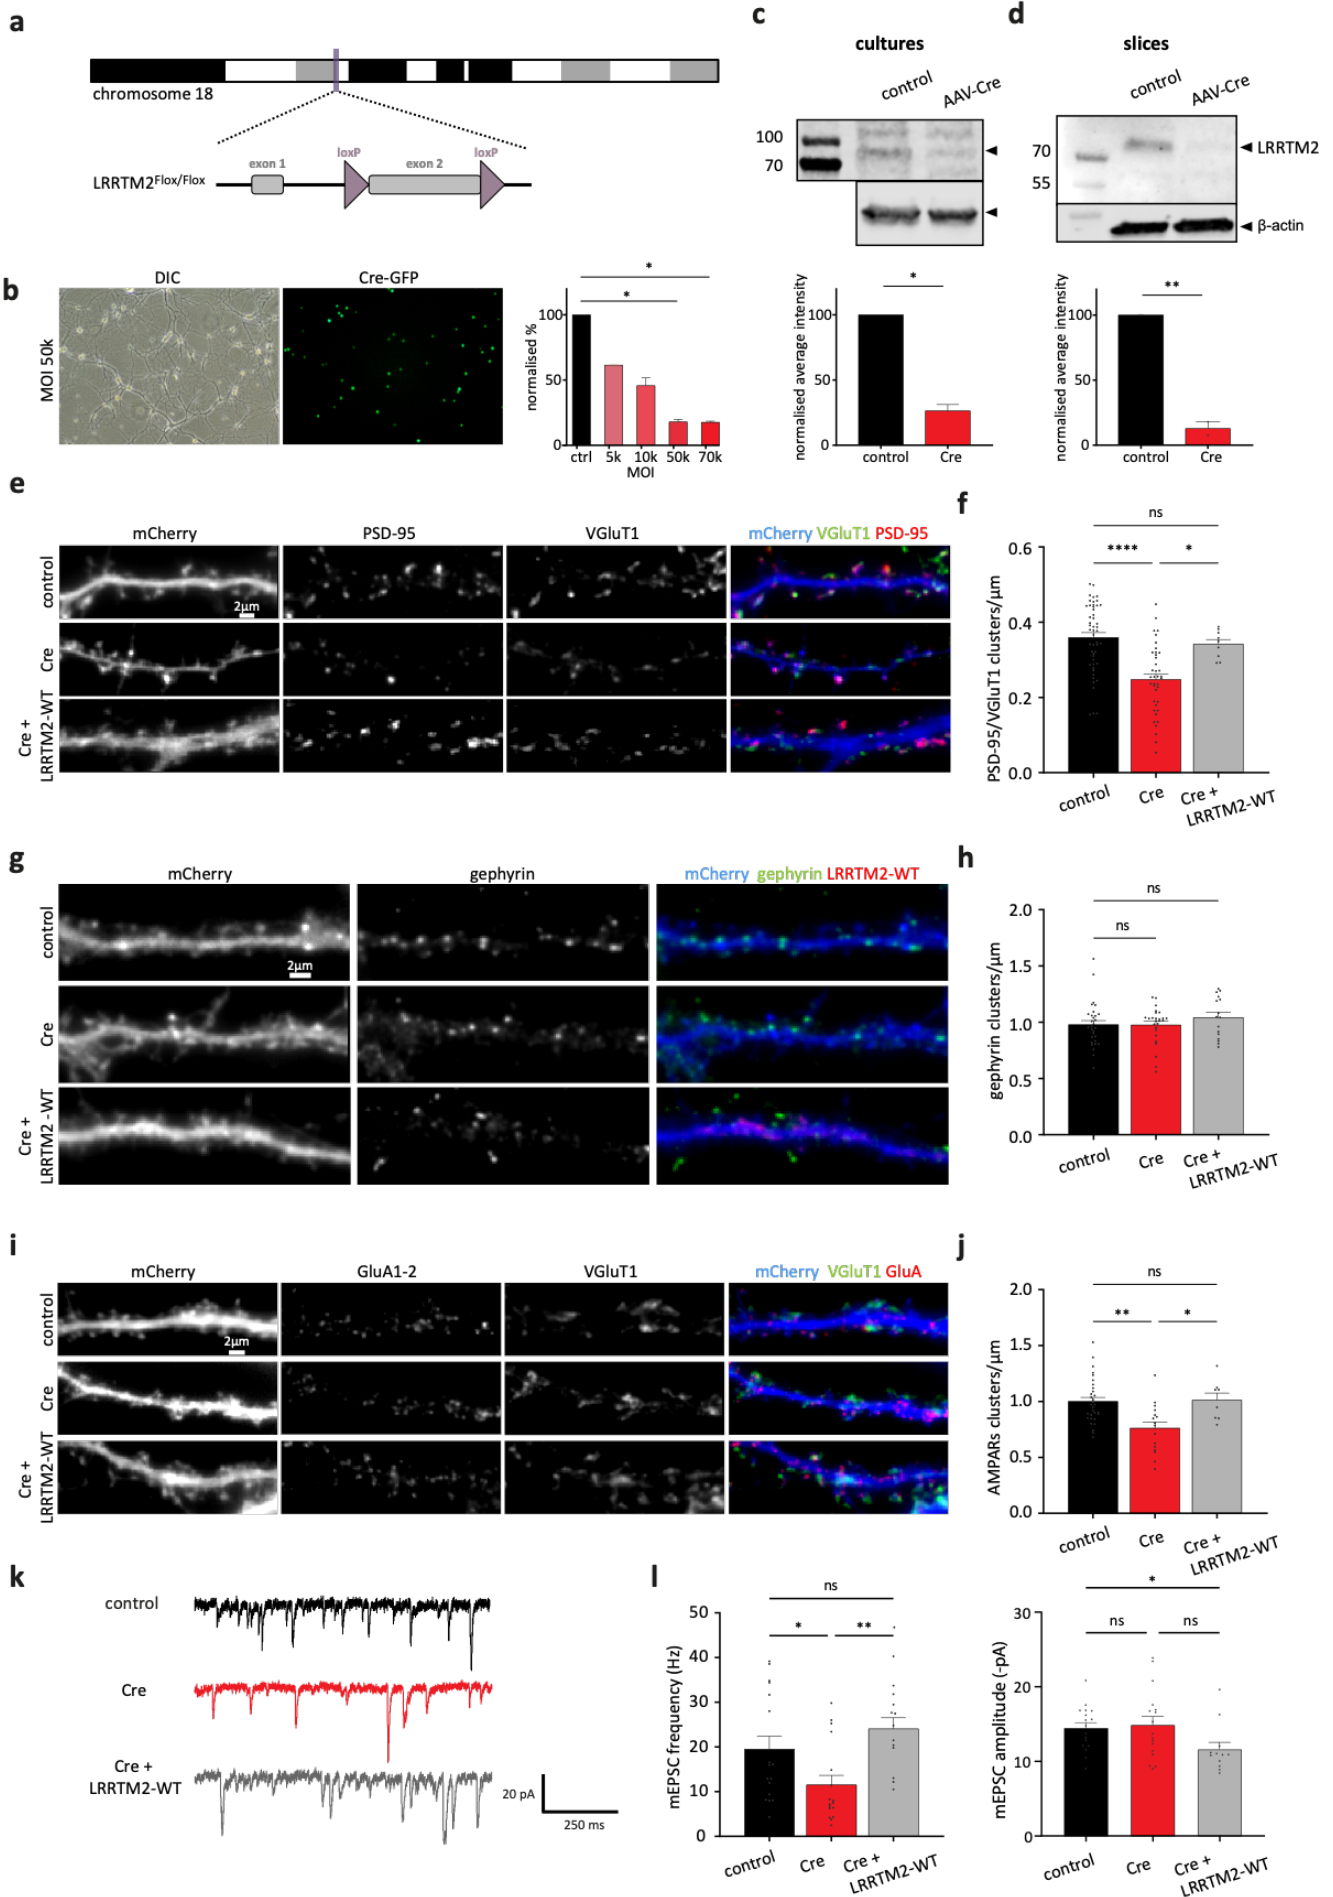 a
chromosome 18
loxP
loxP
exon 1
exon 2
LRRTM2Flox/Flox
c
cultures
control
AAV-Cre
100
70
d
slices
control
AAV-Cre
70
55
LRRTM2
β-actin
b
DIC
Cre-GFP
MOI 50k
*
*
normalised %
100
50
0
ctrl
5k
10k
50k
70k
MOI
*
normalised average intensity
100
50
0
control
Cre
**
normalised average intensity
100
50
0
control
Cre
e
mCherry
PSD-95
VGluT1
mCherry VGluT1 PSD-95
control
2µm
Cre
Cre +
LRRTM2-WT
f
ns
****
*
PSD-95/VGluT1 clusters/µm
0.6
0.4
0.2
0.0
control
Cre
Cre +
LRRTM2-WT
g
mCherry
gephyrin
mCherry gephyrin LRRTM2-WT
control
2µm
Cre
Cre +
LRRTM2 -WT
h
ns
ns
gephyrin clusters/µm
2.0
1.5
1.0
0.5
0.0
control
Cre
Cre +
LRRTM2-WT
i
mCherry
GluA1-2
VGluT1
mCherry VGluT1 GluA
control
2µm
Cre
Cre +
LRRTM2-WT
j
ns
**
*
AMPARs clusters/µm
2.0
1.5
1.0
0.5
0.0
control
Cre
Cre +
LRRTM2-WT
k
control
Cre
Cre +
LRRTM2-WT
20 pA
250 ms
l
ns
*
**
mEPSC frequency (Hz)
50
40
30
20
10
0
control
Cre
Cre +
LRRTM2-WT
*
ns
ns
mEPSC amplitude (-pA)
30
20
10
0
control
Cre
Cre +
LRRTM2-WT